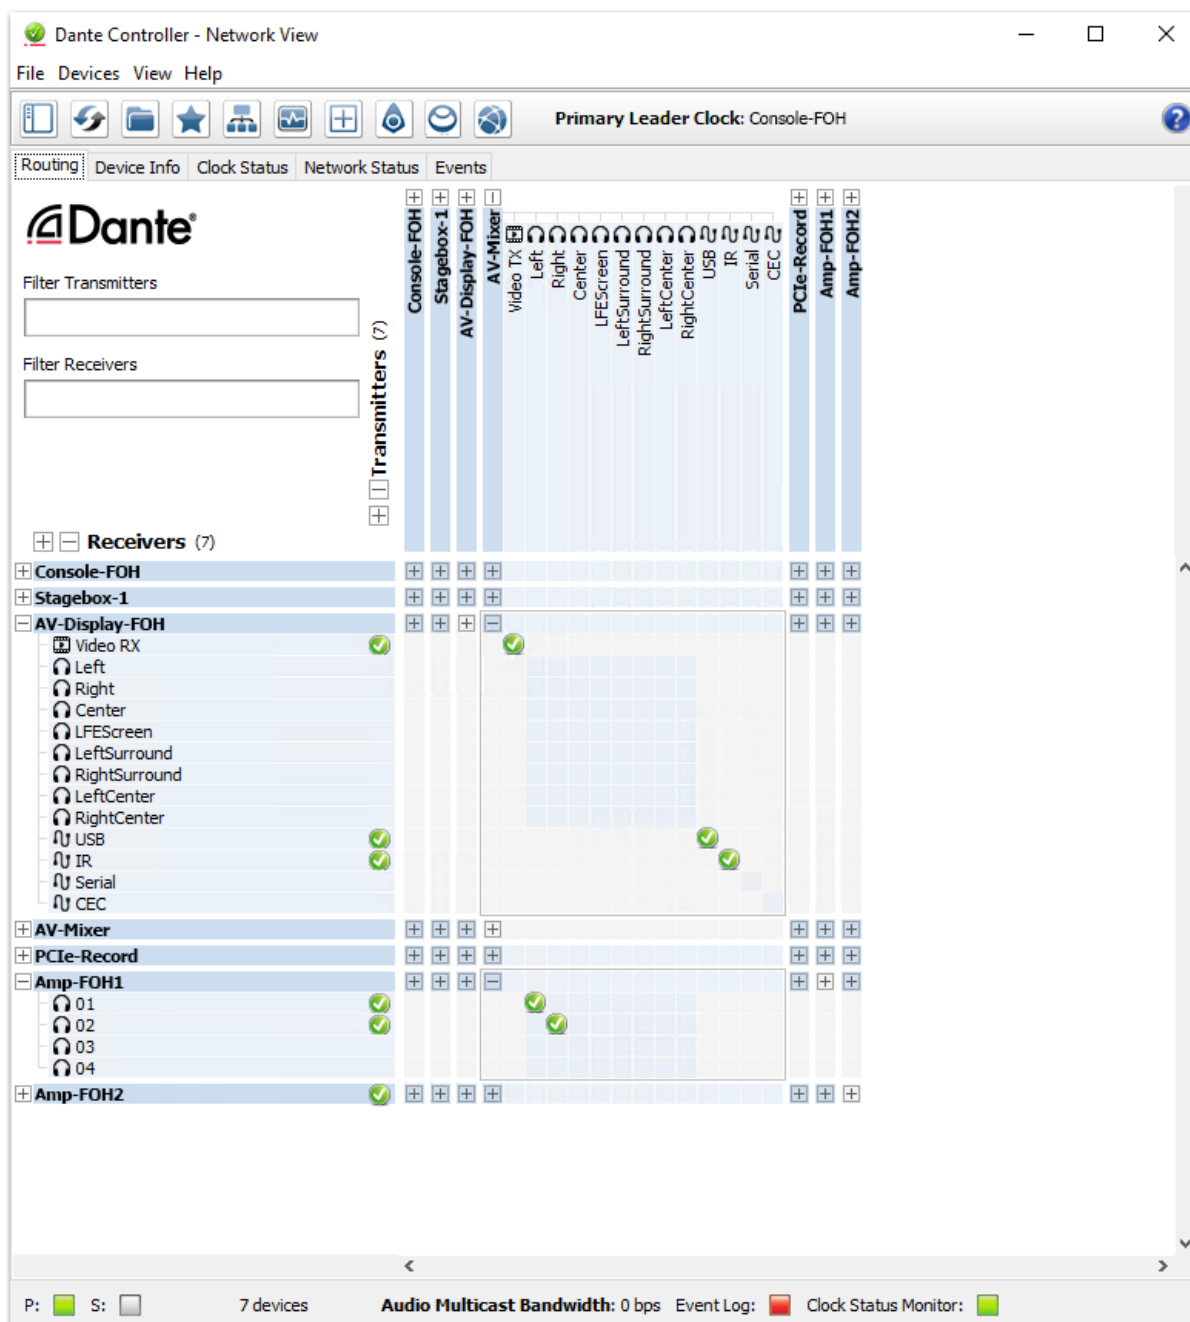 Dante Controller - Network View
File Devices View Help
Primary Leader Clock: Console-FOH
Routing Device Info Clock Status Network Status Events
Dante
Filter Transmitters
Filter Receivers
Transmitters (7)
Console-FOH
Stagebox-1
AV-Display-FOH
AV-Mixer
Video TX
Left
Right
Center
LFEScreen
LeftSurround
RightSurround
LeftCenter
RightCenter
USB
IR
Serial
CEC
PCIe-Record
Amp-FOH1
Amp-FOH2
Receivers (7)
Console-FOH
Stagebox-1
AV-Display-FOH
Video RX
Left
Right
Center
LFEScreen
LeftSurround
RightSurround
LeftCenter
RightCenter
USB
IR
Serial
CEC
AV-Mixer
PCIe-Record
Amp-FOH1
01
02
03
04
Amp-FOH2
P: S: 7 devices Audio Multicast Bandwidth: 0 bps Event Log: Clock Status Monitor: